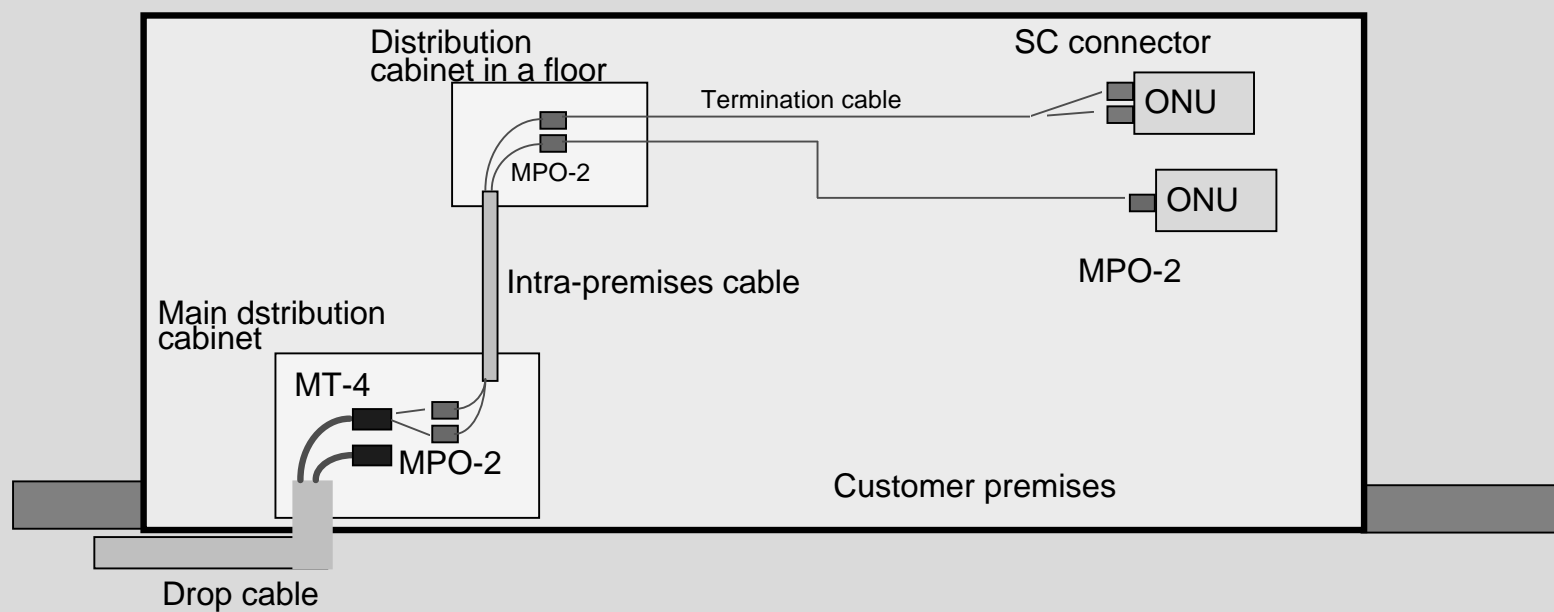 Distribution
cabinet in a floor
SC connector
Termination cable
ONU
MPO-2
ONU
MPO-2
Intra-premises cable
Main dstribution
cabinet
MT-4
MPO-2
Customer premises
Drop cable